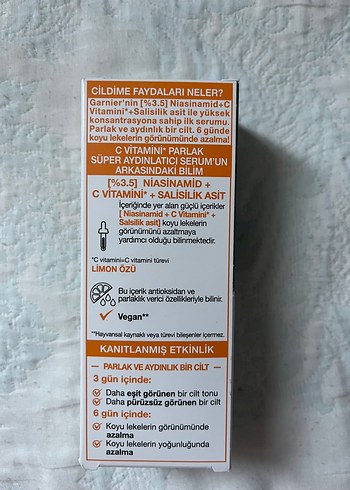 CİLDİME FAYDALARI NELER?
Garnier'nin [%3.5] Niasinamid+C
Vitamini*+Salisilik asit ile yüksek
konsantrasyona sahip ilk serumu.
Parlak ve aydınlık bir cilt. 6 günde
koyu lekelerin görünümünde azalma!
C VİTAMİNİ* PARLAK
SÜPER AYDINLATICI SERUM'UN
ARKASINDAKİ BİLİM
[%3.5] NİASİNAMİD +
C VİTAMİNİ* + SALİSİLİK ASİT
İçeriğinde yer alan güçlü içerikler
[ Niasinamid + C Vitamini* +
Salsilik asit] koyu lekelerin
görünümünü azaltmaya
yardımcı olduğu bilinmektedir.
*C vitamini=C vitamini türevi
LİMON ÖZÜ
Bu içerik antioksidan ve
parlaklık verici özellikleriyle bilinir.
Vegan**
**Hayvansal kaynaklı veya türevi bileşenler içermez.
KANITLANMIŞ ETKİNLİK
PARLAK VE AYDINLIK BİR CİLT
3 gün içinde:
Daha eşit görünen bir cilt tonu
Daha pürüzsüz görünen bir cilt
6 gün içinde:
Koyu lekelerin görünümünde
azalma
Koyu lekelerin yoğunluğunda
azalma